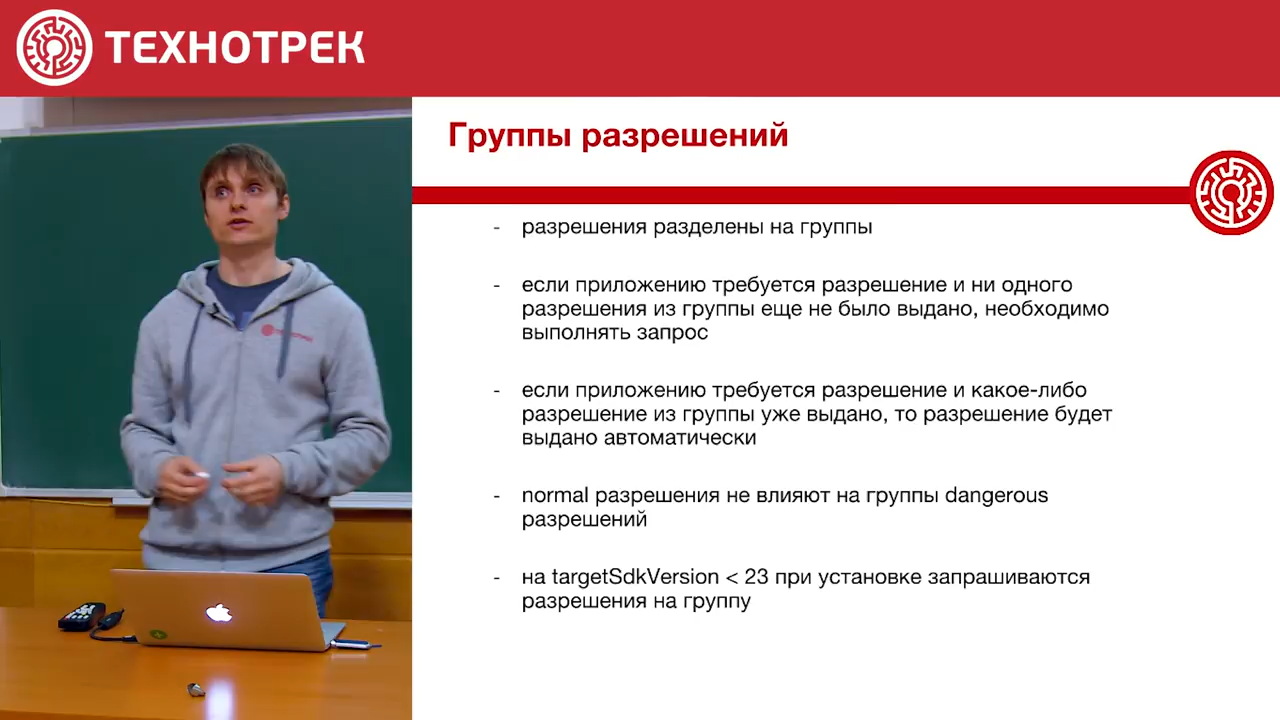 ТЕХНОТРЕК
Группы разрешений
- разрешения разделены на группы
- если приложению требуется разрешение и ни одного
разрешения из группы еще не было выдано, необходимо
выполнять запрос
- если приложению требуется разрешение и какое-либо
разрешение из группы уже выдано, то разрешение будет
выдано автоматически
- normal разрешения не влияют на группы dangerous
разрешений
- на targetSdkVersion < 23 при установке запрашиваются
разрешения на группу
ТЕХНОТРЕК